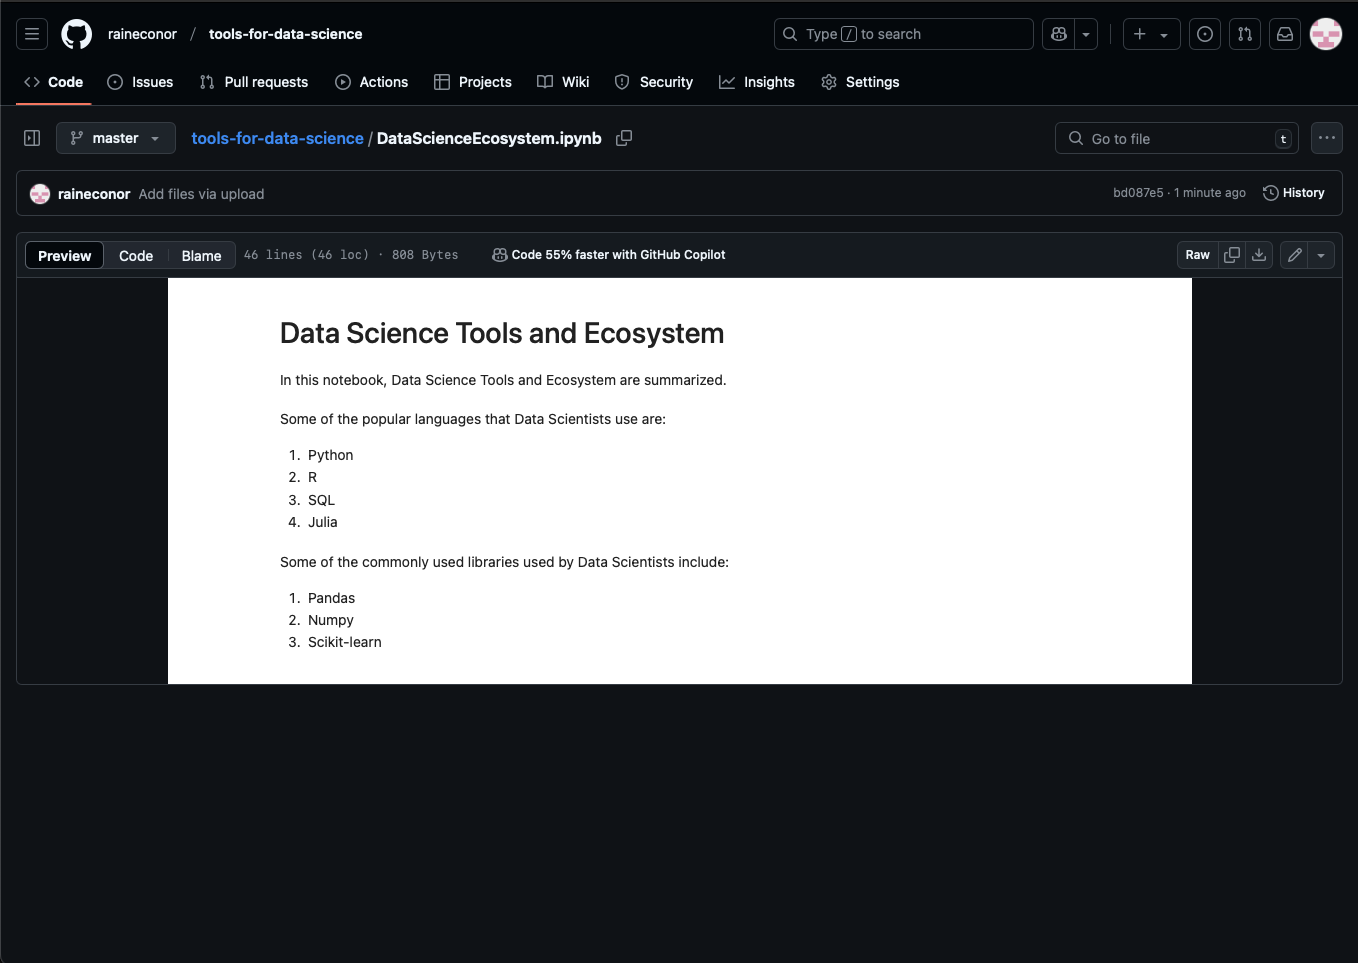 raineconor / tools-for-data-science
Type / to search
Code Issues Pull requests Actions Projects Wiki Security Insights Settings
master tools-for-data-science / DataScienceEcosystem.ipynb
Go to file t
raineconor Add files via upload
bd087e5 · 1 minute ago History
Preview Code Blame 46 lines (46 loc) · 808 Bytes Code 55% faster with GitHub Copilot
Raw
Data Science Tools and Ecosystem
In this notebook, Data Science Tools and Ecosystem are summarized.
Some of the popular languages that Data Scientists use are:
1. Python
2. R
3. SQL
4. Julia
Some of the commonly used libraries used by Data Scientists include:
1. Pandas
2. Numpy
3. Scikit-learn